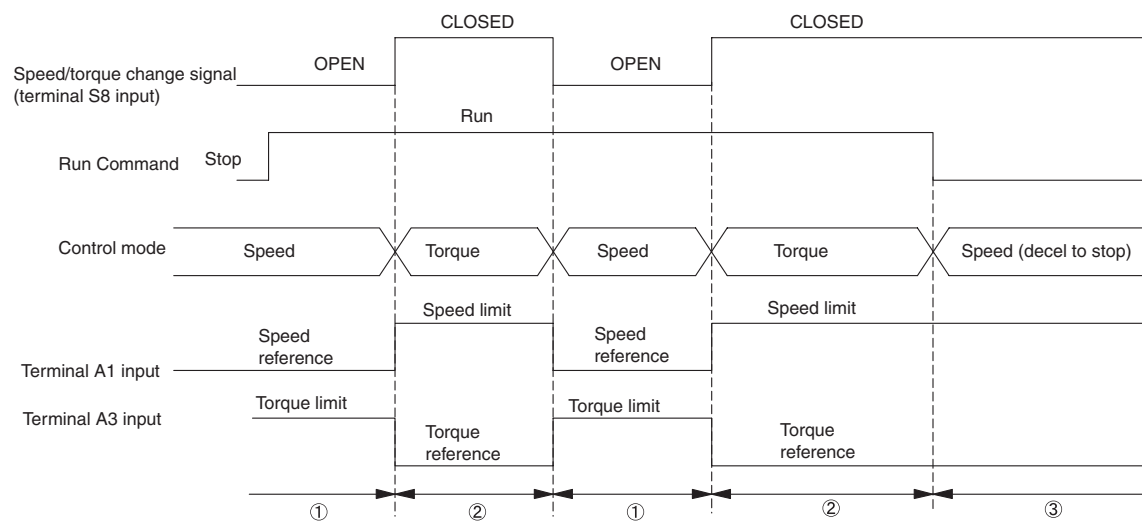 CLOSED
CLOSED
OPEN
OPEN
Speed/torque change signal
(terminal S8 input)
Run
Run Command
Stop
Control mode
Speed
Torque
Speed
Torque
Speed (decel to stop)
Speed limit
Speed limit
Speed
reference
Speed
reference
Terminal A1 input
Torque limit
Torque limit
Terminal A3 input
Torque
reference
Torque
reference
①
②
①
②
③